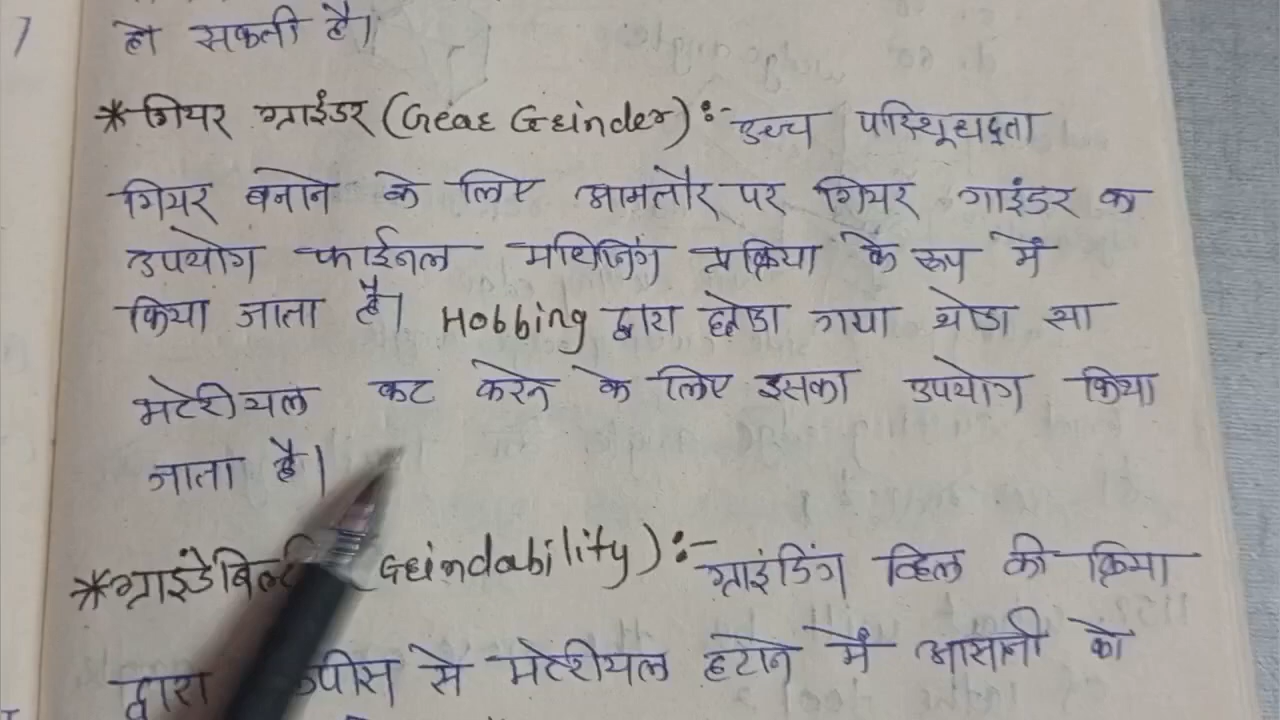 हो सकती है।
*गियर ग्राईंडर (Gear Grinder):- उच्च परिशूध्दता
गियर बनाने के लिए आमतौर पर गियर ग्राइंडर का
उपयोग फाईनल मशिनिंग प्रक्रिया के रूप में
किया जाता है। Hobbing द्वारा छोडा गया थोडा सा
मटेरीयल कट करने के लिए इसका उपयोग किया
जाता है।
*ग्राइंडेबिल Grindability):- ग्राइंडिंग व्हिल की क्रिया
द्वारा पीस से मटेरीयल हटाने में आसानी को